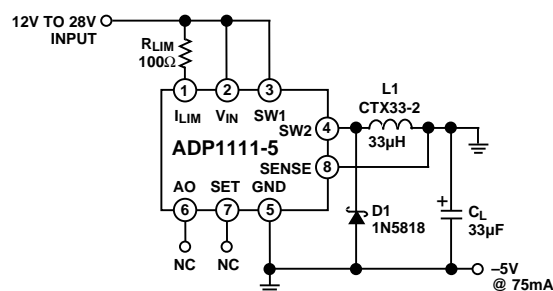 12V TO 28V
INPUT
RLIM
100Ω
1
2
3
ILIM
VIN
SW1
SW2
4
L1
CTX33-2
33µH
ADP1111-5
SENSE
8
AO
SET
GND
6
7
5
NC
NC
D1
1N5818
+
CL
33µF
–5V
@ 75mA